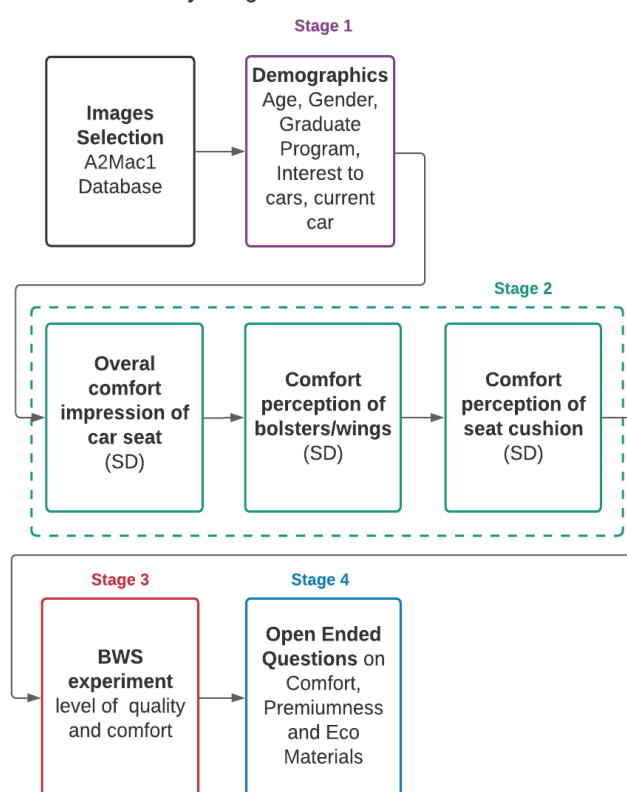 Stage 1
Images
Selection
A2Mac1
Database
Demographics
Age, Gender,
Graduate
Program,
Interest to
cars, current
car
Stage 2
Overal
comfort
impression of
car seat
(SD)
Comfort
perception of
bolsters/wings
(SD)
Comfort
perception of
seat cushion
(SD)
Stage 3
BWS
experiment
level of quality
and comfort
Stage 4
Open Ended
Questions on
Comfort,
Premiumness
and Eco
Materials